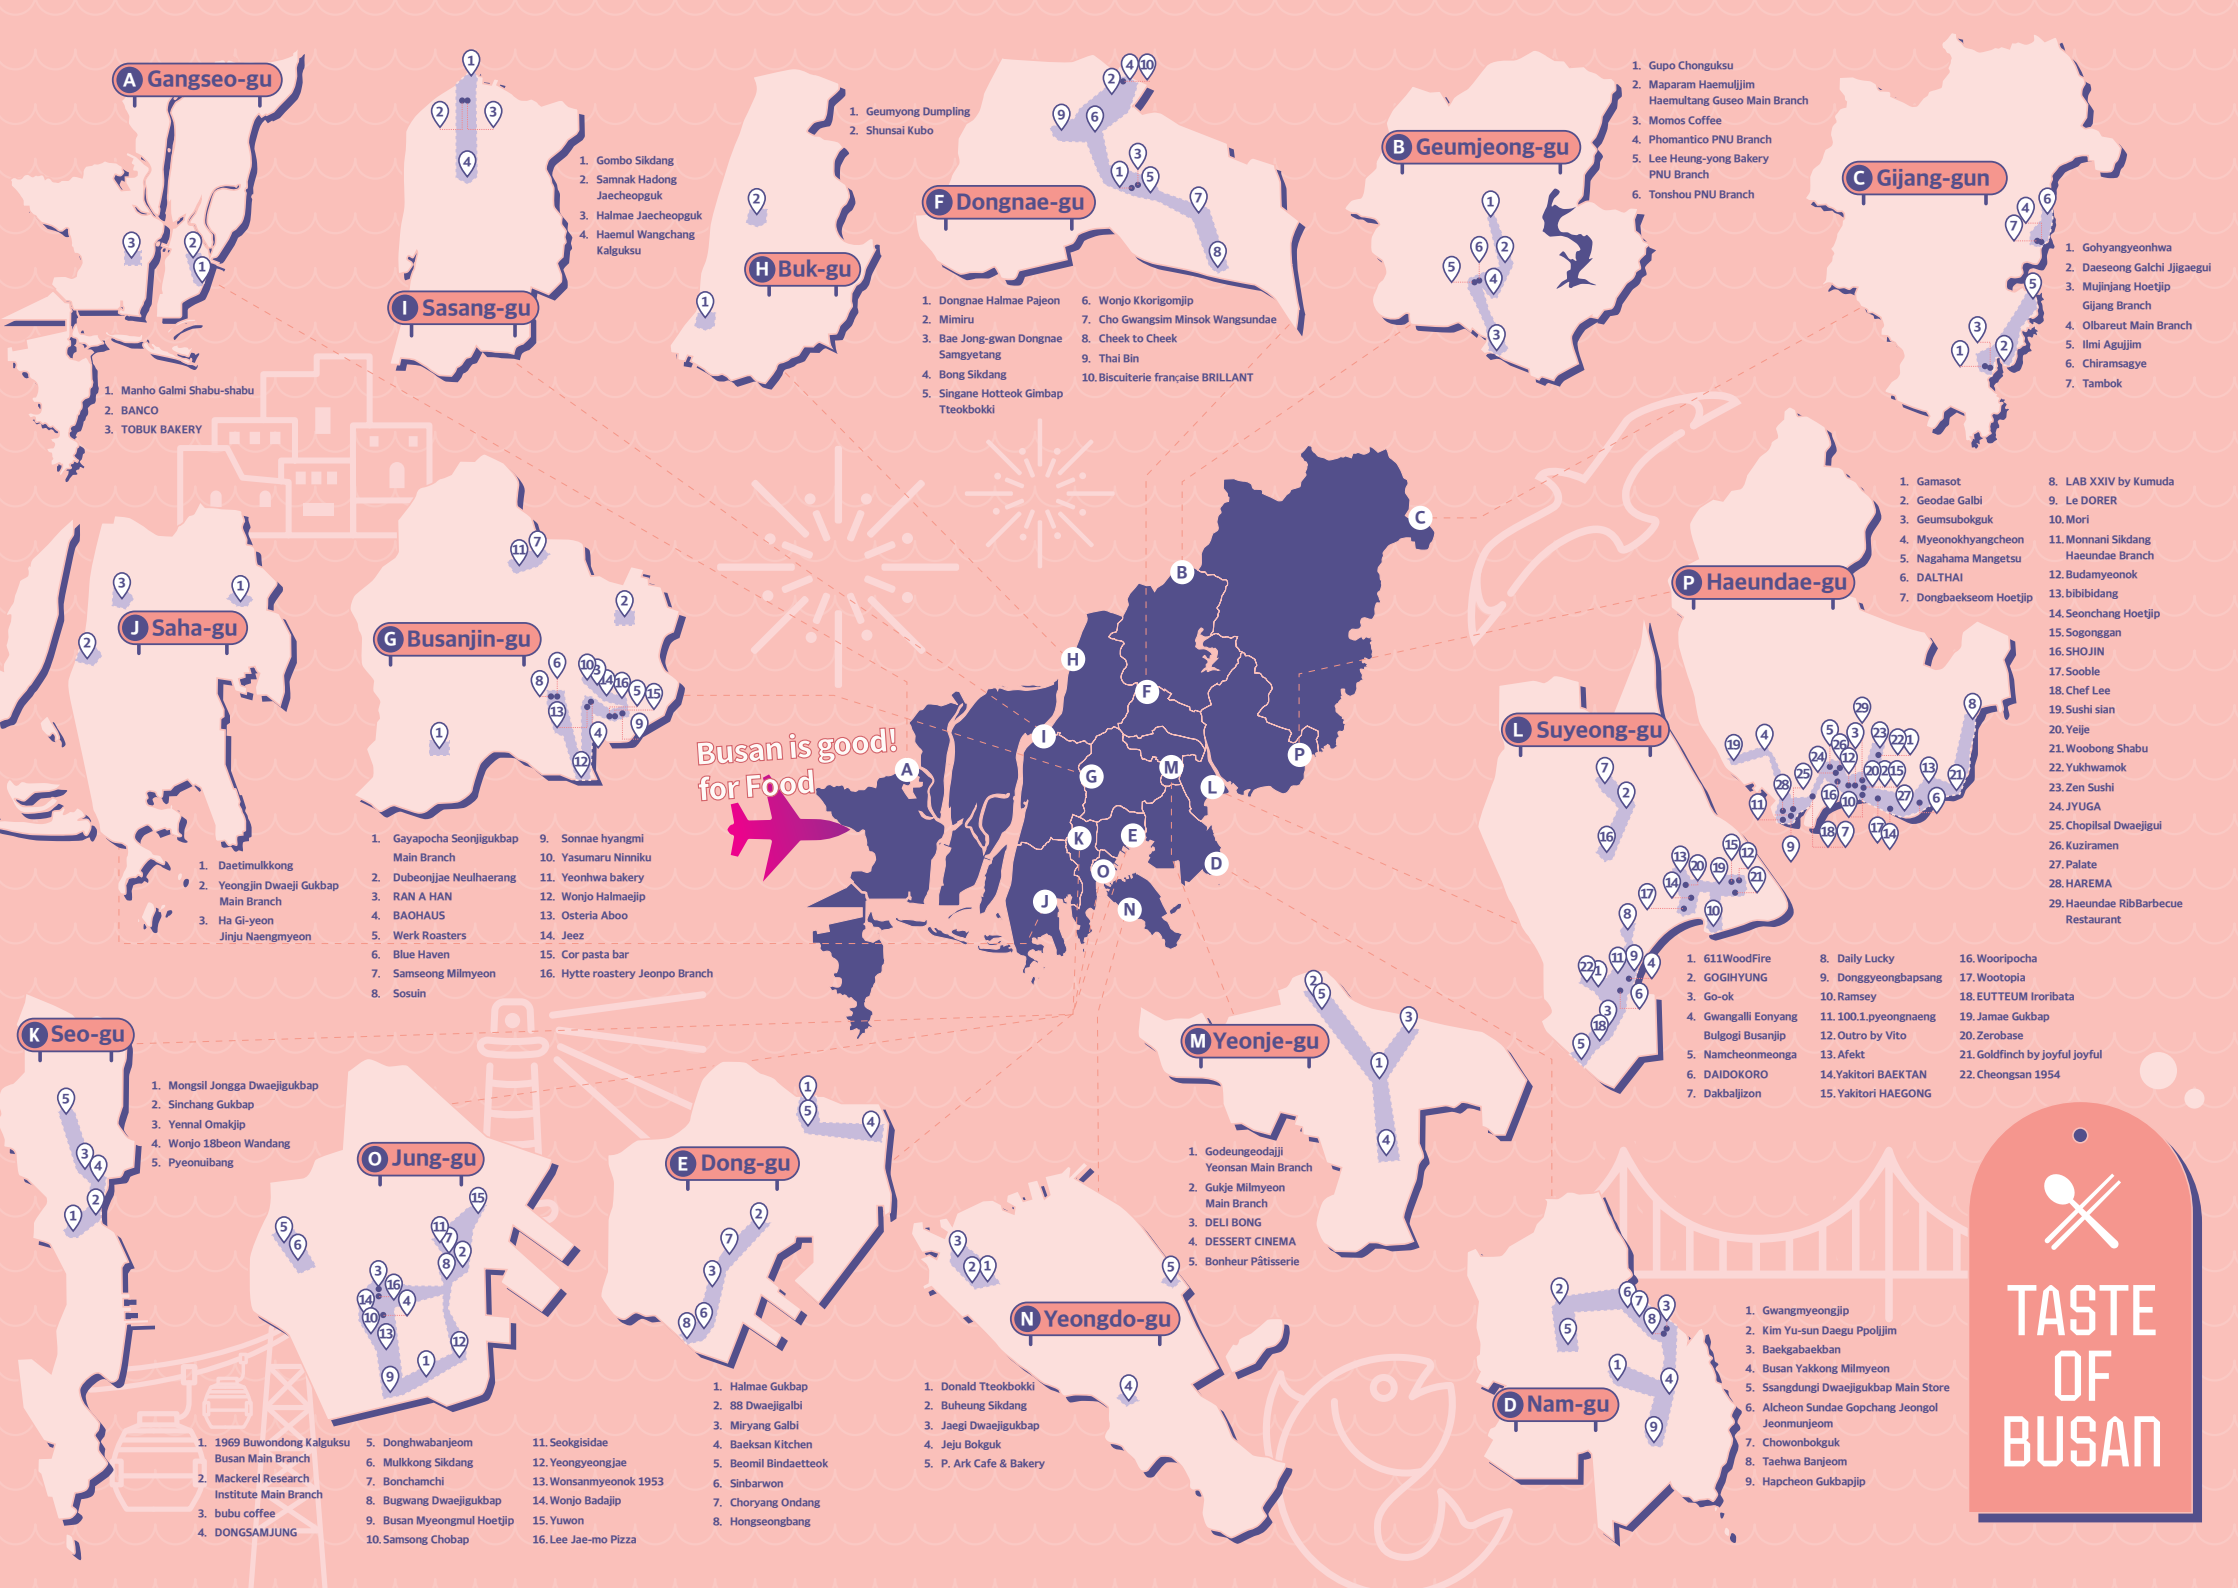 A Gangseo-gu
1. Manho Galmi Shabu-shabu
2. BANCO
3. TOBUK BAKERY
I Sasang-gu
1. Gombo Sikdang
2. Samnak Hadong
Jaecheopguk
3. Halmae Jaecheopguk
4. Haemul Wangchang
Kalguksu
H Buk-gu
1. Geumyong Dumpling
2. Shunsai Kubo
F Dongnae-gu
1. Dongnae Halmae Pajeon
2. Mimiru
3. Bae Jong-gwan Dongnae
Samgyetang
4. Bong Sikdang
5. Singane Hotteok Gimbap
Tteokbokki
6. Wonjo Kkorigomjip
7. Cho Gwangsim Minsok Wangsundae
8. Cheek to Cheek
9. Thai Bin
10. Biscuiterie française BRILLANT
B Geumjeong-gu
1. Gupo Chonguksu
2. Maparam Haemuljjim
Haemultang Guseo Main Branch
3. Momos Coffee
4. Phomantico PNU Branch
5. Lee Heung-yong Bakery
PNU Branch
6. Tonshou PNU Branch
C Gijang-gun
1. Gohyangyeonhwa
2. Daeseong Galchi Jjigaegui
3. Mujinjang Hoetjip
Gijang Branch
4. Olbareut Main Branch
5. Ilmi Agujjim
6. Chiramsagye
7. Tambok
J Saha-gu
1. Daetimulkkong
2. Yeongjin Dwaeji Gukbap
Main Branch
3. Ha Gi-yeon
Jinju Naengmyeon
G Busanjin-gu
1. Gayapocha Seonjigukbap
Main Branch
2. Dubeonjjae Neulhaerang
3. RAN A HAN
4. BAOHAUS
5. Werk Roasters
6. Blue Haven
7. Samseong Milmyeon
8. Sosuin
9. Sonnae hyangmi
10. Yasumaru Ninniku
11. Yeonhwa bakery
12. Wonjo Halmaejip
13. Osteria Aboo
14. Jeez
15. Cor pasta bar
16. Hytte roastery Jeonpo Branch
Busan is good!
for Food
A
B
C
D
E
F
G
H
I
J
K
L
M
N
O
P
P Haeundae-gu
1. Gamasot
2. Geodae Galbi
3. Geumsubokguk
4. Myeonokhyangcheon
5. Nagahama Mangetsu
6. DALTHAI
7. Dongbaekseom Hoetjip
8. LAB XXIV by Kumuda
9. Le DORER
10. Mori
11. Monnani Sikdang
Haeundae Branch
12. Budamyeonok
13. bibibidang
14. Seonchang Hoetjip
15. Sogonggan
16. SHOJIN
17. Sooble
18. Chef Lee
19. Sushi sian
20. Yeije
21. Woobong Shabu
22. Yukhwamok
23. Zen Sushi
24. JYUGA
25. Chopilsal Dwaejigui
26. Kuziramen
27. Palate
28. HAREMA
29. Haeundae RibBarbecue
Restaurant
L Suyeong-gu
1. 611WoodFire
2. GOGIHYUNG
3. Go-ok
4. Gwangalli Eonyang
Bulgogi Busanjip
5. Namcheonmeonga
6. DAIDOKORO
7. Dakbaljizon
8. Daily Lucky
9. Donggyeongbapsang
10. Ramsey
11. 100.1.pyeongnaeng
12. Outro by Vito
13. Afekt
14. Yakitori BAEKTAN
15. Yakitori HAEGONG
16. Wooripocha
17. Wootopia
18. EUTTEUM Iroribata
19. Jamae Gukbap
20. Zerobase
21. Goldfinch by joyful joyful
22. Cheongsan 1954
K Seo-gu
1. Mongsil Jongga Dwaejigukbap
2. Sinchang Gukbap
3. Yennal Omakjip
4. Wonjo 18beon Wandang
5. Pyeonuibang
O Jung-gu
1. 1969 Buwondong Kalguksu
Busan Main Branch
2. Mackerel Research
Institute Main Branch
3. bubu coffee
4. DONGSAMJUNG
5. Donghwabanjeom
6. Mulkkong Sikdang
7. Bonchamchi
8. Bugwang Dwaejigukbap
9. Busan Myeongmul Hoetjip
10. Samsong Chobap
11. Seokgisidae
12. Yeongyeongjae
13. Wonsanmyeonok 1953
14. Wonjo Badajip
15. Yuwon
16. Lee Jae-mo Pizza
E Dong-gu
1. Halmae Gukbap
2. 88 Dwaejigalbi
3. Miryang Galbi
4. Baeksan Kitchen
5. Beomil Bindaetteok
6. Sinbarwon
7. Choryang Ondang
8. Hongseongbang
N Yeongdo-gu
1. Donald Tteokbokki
2. Buheung Sikdang
3. Jaegi Dwaejigukbap
4. Jeju Bokguk
5. P. Ark Cafe & Bakery
M Yeonje-gu
1. Godeungeodajji
Yeonsan Main Branch
2. Gukje Milmyeon
Main Branch
3. DELI BONG
4. DESSERT CINEMA
5. Bonheur Pâtisserie
D Nam-gu
1. Gwangmyeongjip
2. Kim Yu-sun Daegu Ppoljjim
3. Baekgabaekban
4. Busan Yakkong Milmyeon
5. Ssangdungi Dwaejigukbap Main Store
6. Alcheon Sundae Gopchang Jeongol
Jeonmunjeom
7. Chowonbokguk
8. Taehwa Banjeom
9. Hapcheon Gukbapjip
TASTE
OF
BUSAN